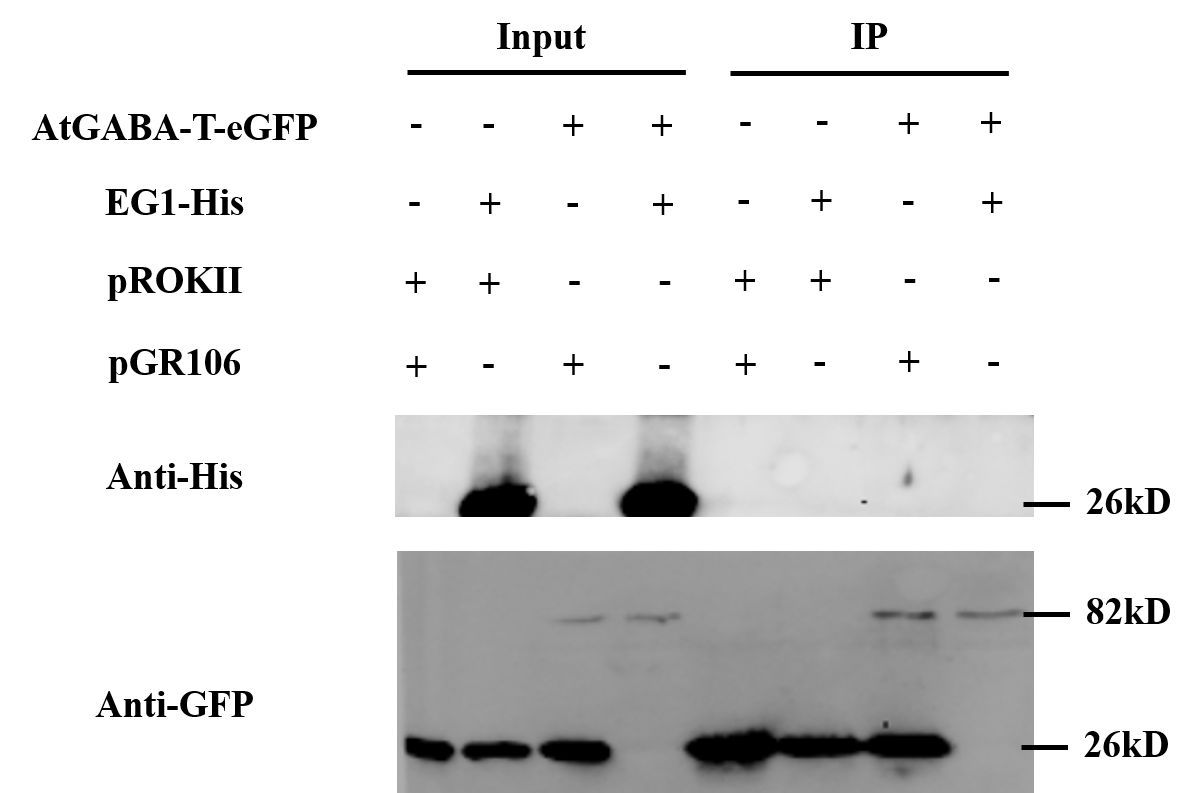 Input IP
AtGABA-T-eGFP - - + + - - + +
EG1-His - + - + - + - +
pROKII + + - - + + - -
pGR106 + - + - + - + -
Anti-His 26kD
82kD
Anti-GFP
26kD